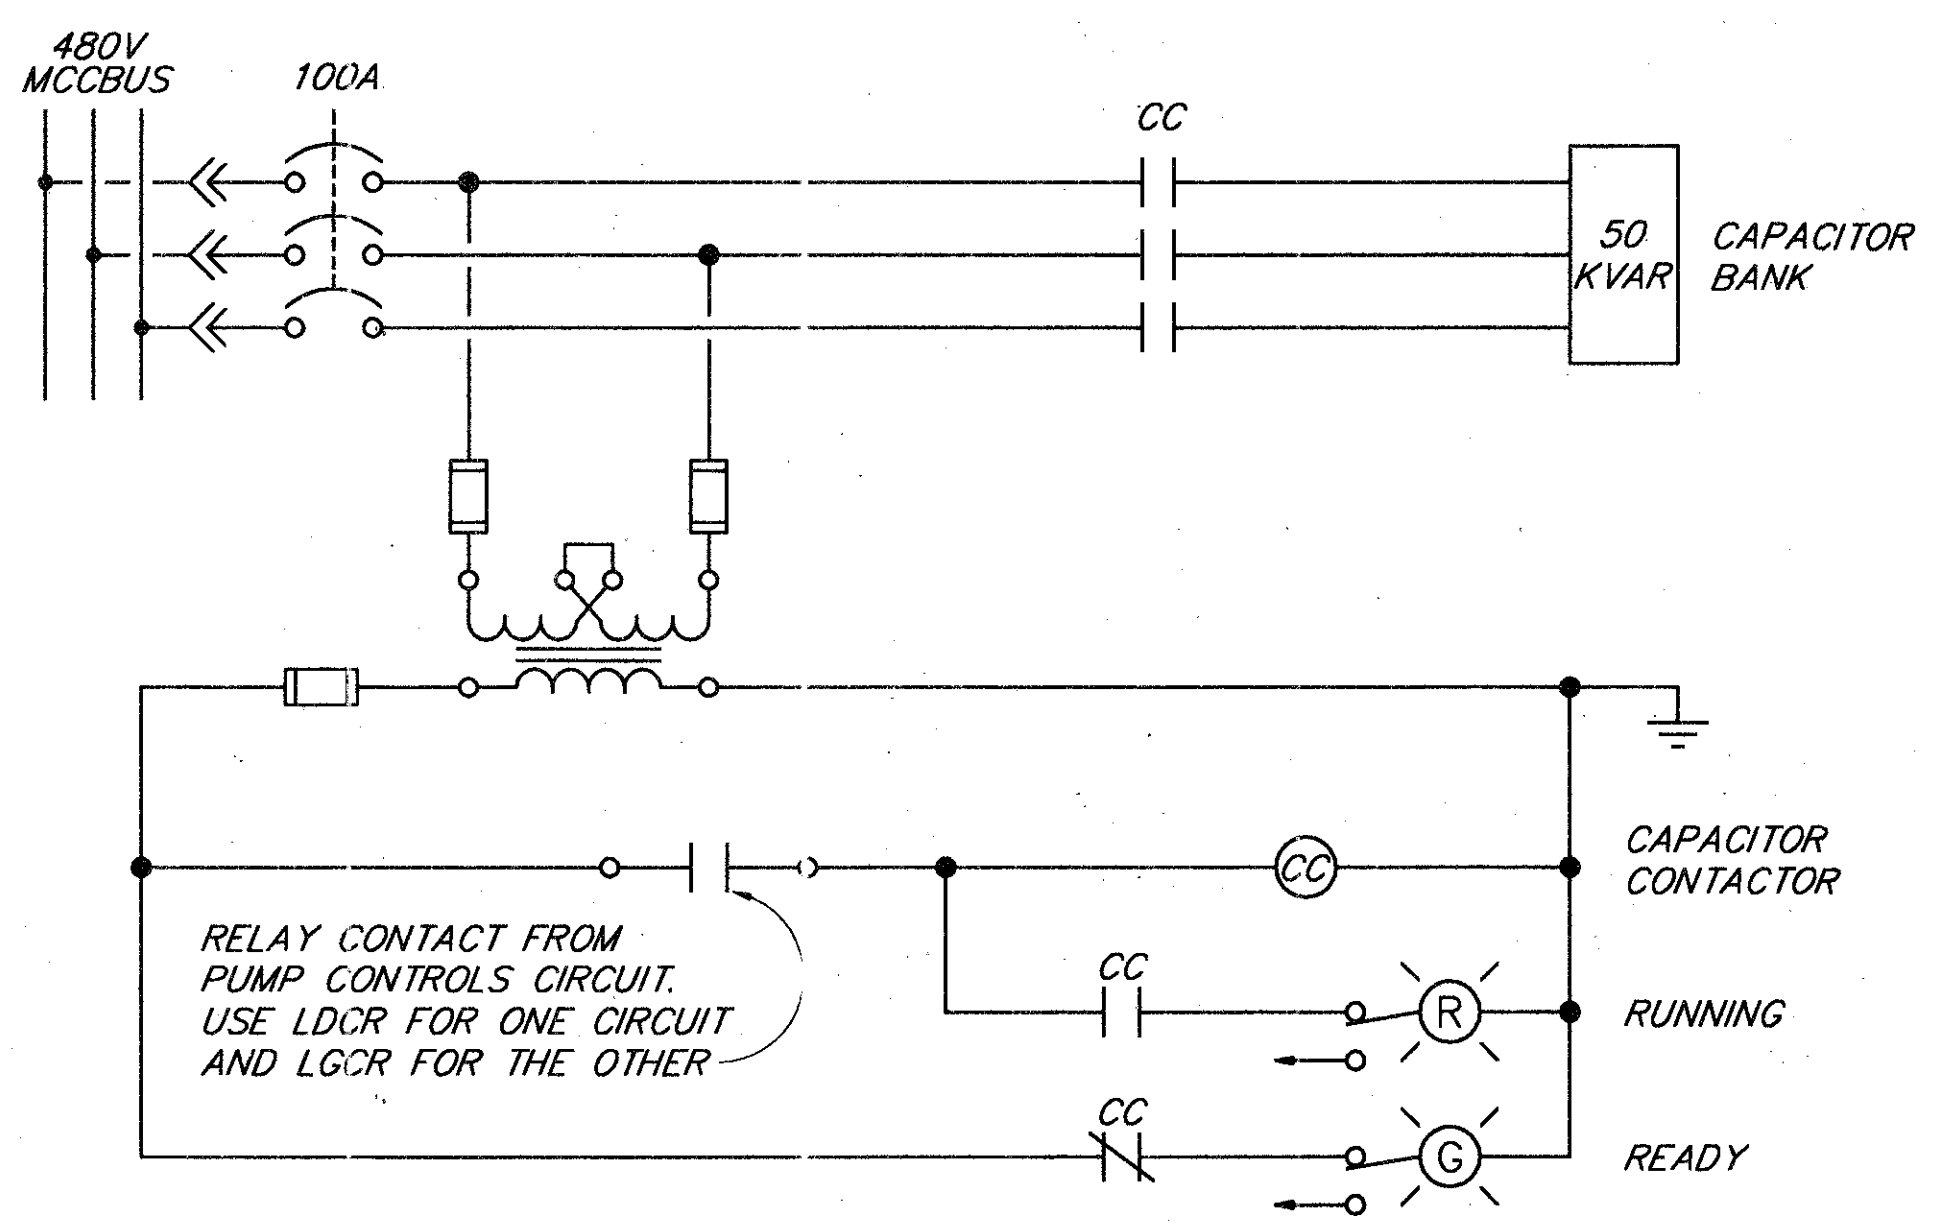 480V
MCCBUS
100A
CC
50
KVAR
CAPACITOR
BANK
CC
CAPACITOR
CONTACTOR
RELAY CONTACT FROM
PUMP CONTROLS CIRCUIT.
USE LDCR FOR ONE CIRCUIT
AND LGCR FOR THE OTHER
CC
R
RUNNING
CC
G
READY